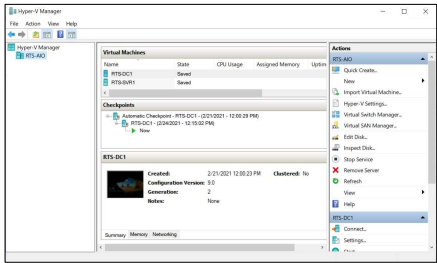 Hyper-V Manager
File Action View Help
Hyper-V Manager
RTS-AIO
Virtual Machines
Name State CPU Usage Assigned Memory Uptim
RTS-DC1 Saved
RTS-SVR1 Saved
Checkpoints
Automatic Checkpoint - RTS-DC1 - (2/21/2021 - 12:00:29 PM)
RTS-DC1 - (2/24/2021 - 12:15:02 PM)
Now
RTS-DC1
Created: 2/21/2021 12:00:23 PM Clustered: No
Configuration Version: 9.0
Generation: 2
Notes: None
Summary Memory Networking
Actions
RTS-AIO
Quick Create...
New
Import Virtual Machine...
Hyper-V Settings...
Virtual Switch Manager...
Virtual SAN Manager...
Edit Disk...
Inspect Disk...
Stop Service
Remove Server
Refresh
View
Help
RTS-DC1
Connect...
Settings...